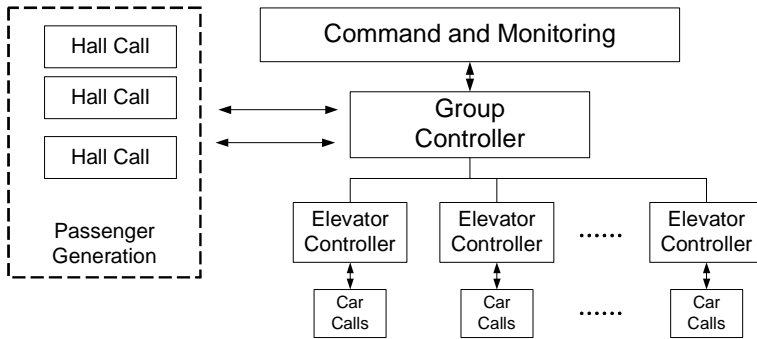 Hall Call
Hall Call
Hall Call
Passenger
Generation
Command and Monitoring
Group
Controller
Elevator
Controller
Elevator
Controller
......
Elevator
Controller
Car
Calls
Car
Calls
......
Car
Calls